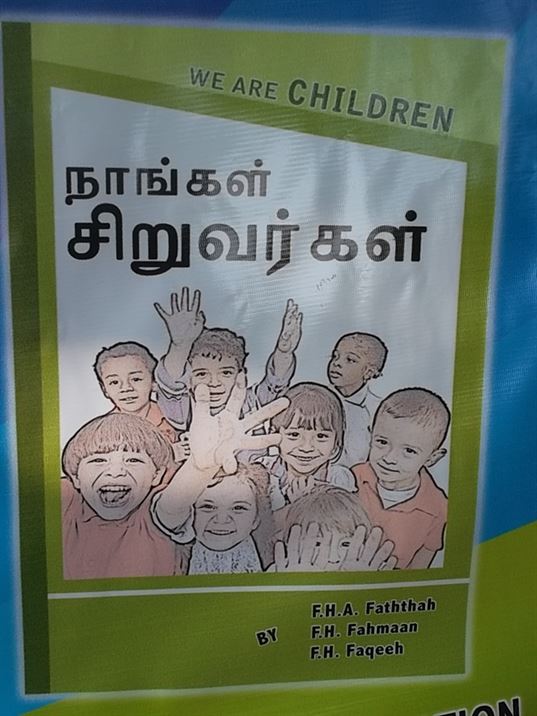 WE ARE CHILDREN
நாங்கள்
சிறுவர்கள்
BY
F.H.A. Faththah
F.H. Fahmaan
F.H. Faqeeh